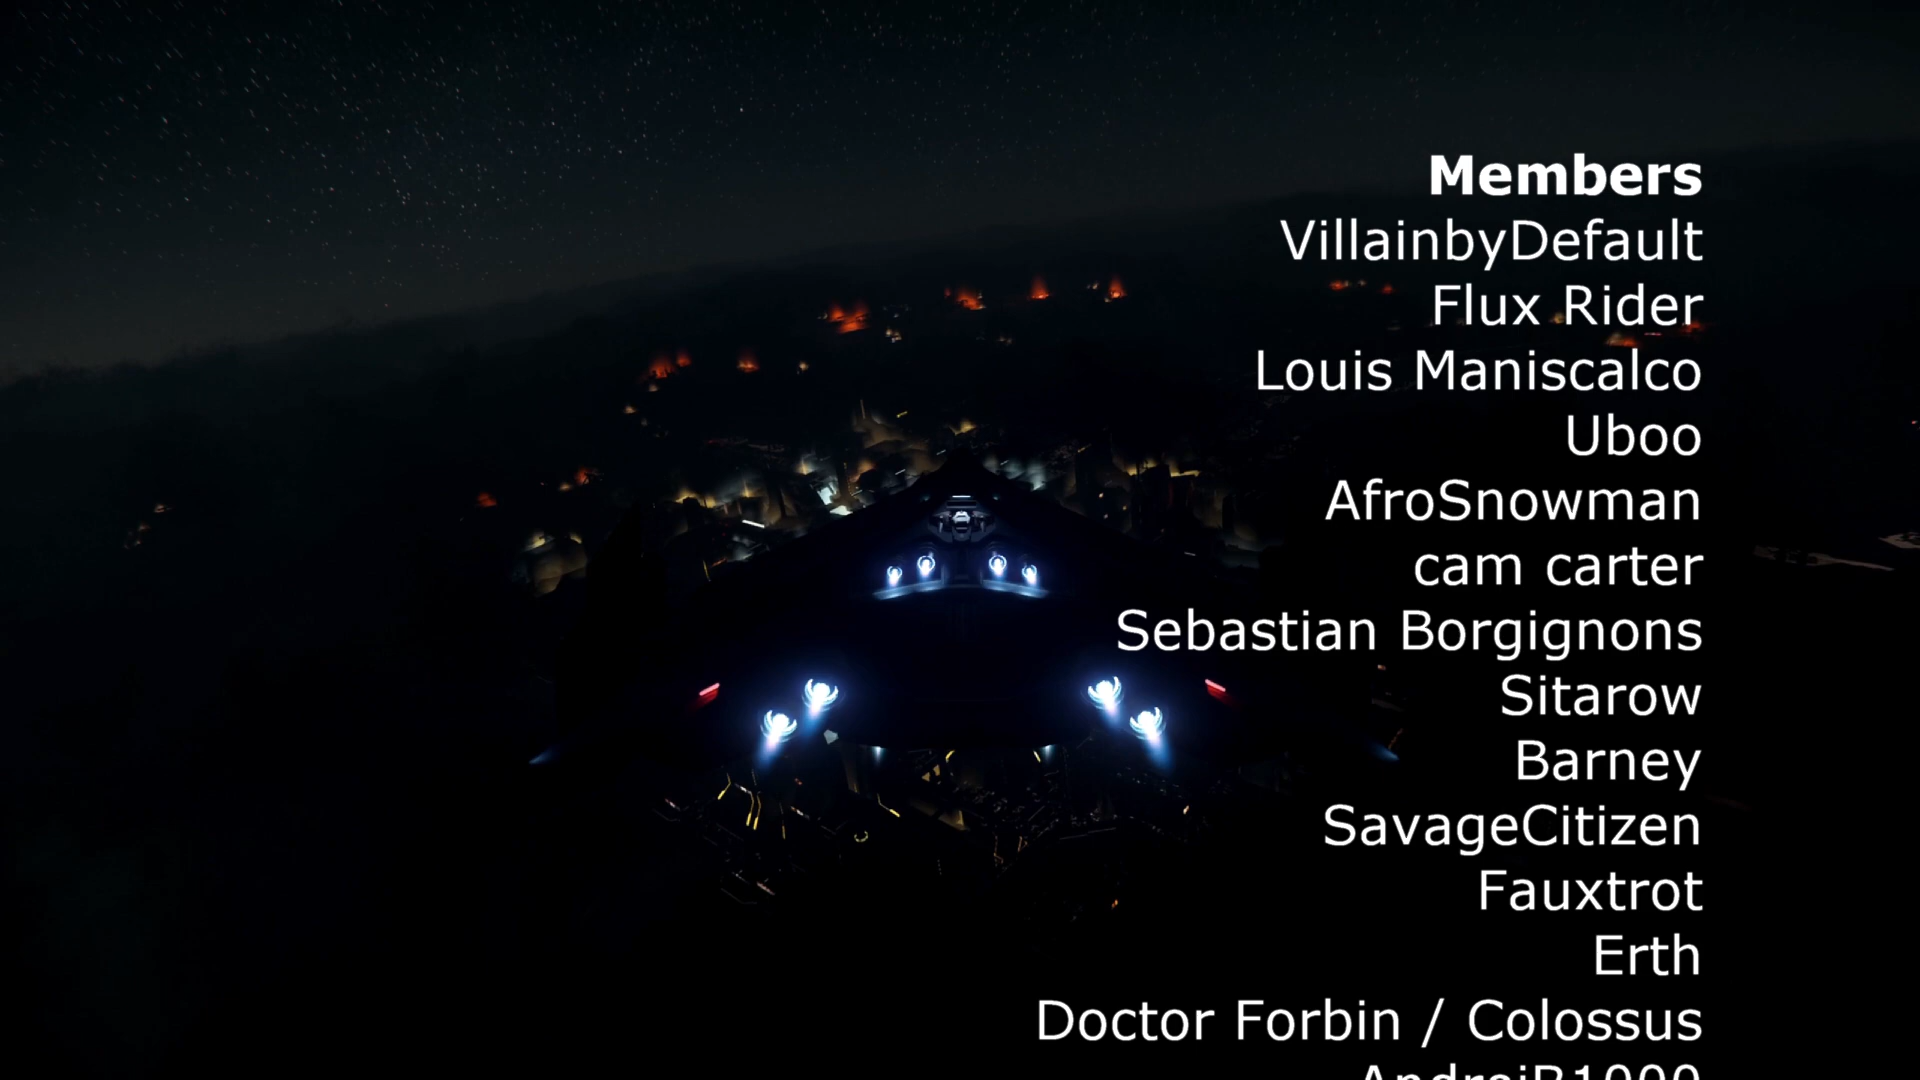 Members
VillainbyDefault
Flux Rider
Louis Maniscalco
Uboo
AfroSnowman
cam carter
Sebastian Borgignons
Sitarow
Barney
SavageCitizen
Fauxtrot
Erth
Doctor Forbin / Colossus